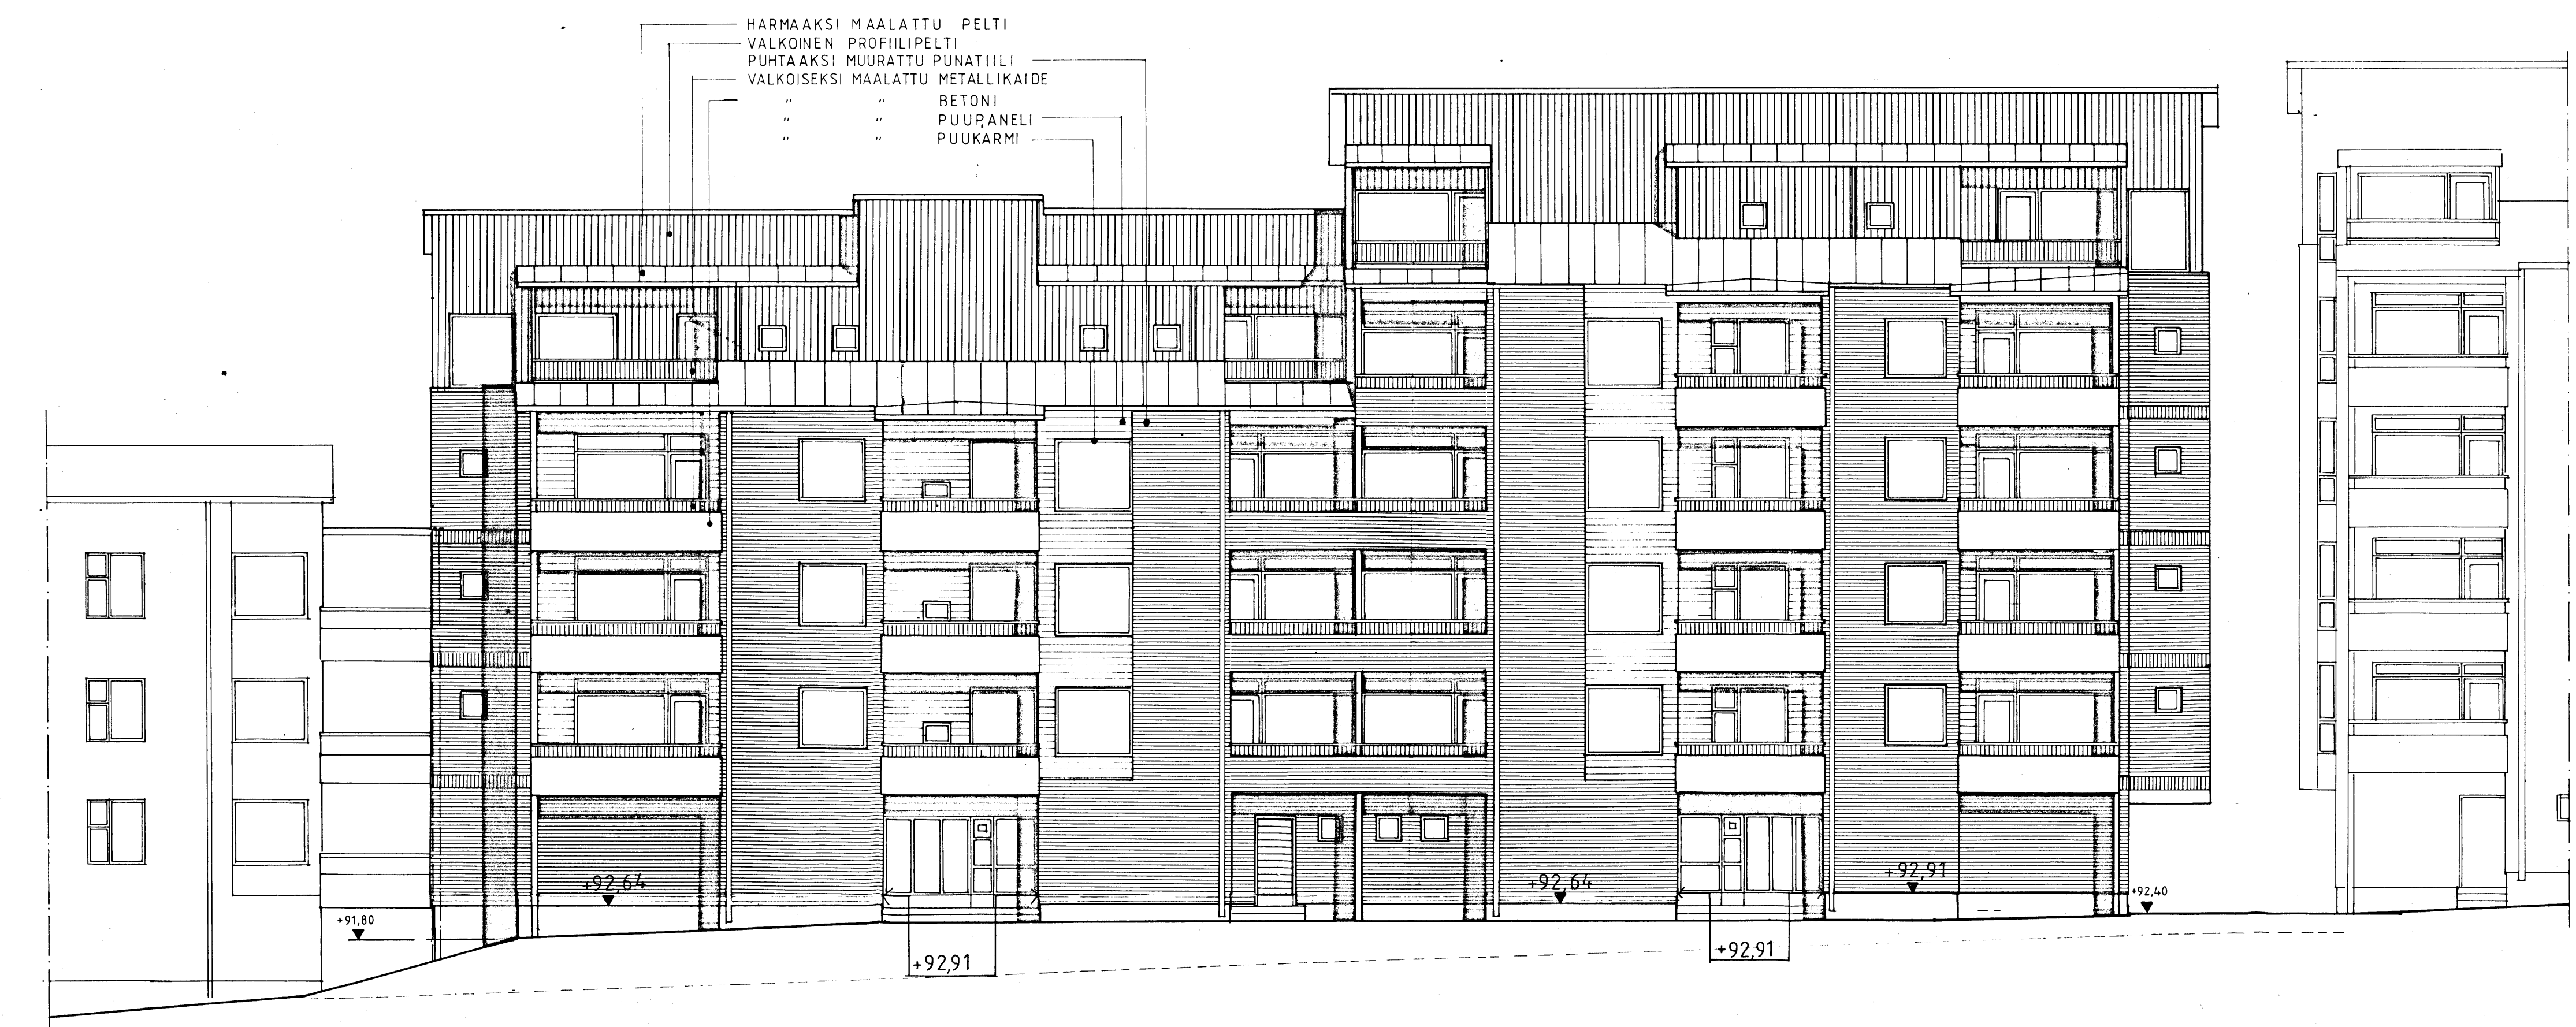 HARMAAKSI MAALATTU PELTI
VALKOINEN PROFIILIPELTI
PUHTAAKSI MUURATTU PUNATIILI
VALKOISEKSI MAALATTU METALLIKAIDE
" " BETONI
" " PUUPANELI
" " PUUKARMI
+92,64
+92,64
+92,91
+92,40
+91,80
+92,91
+92,91